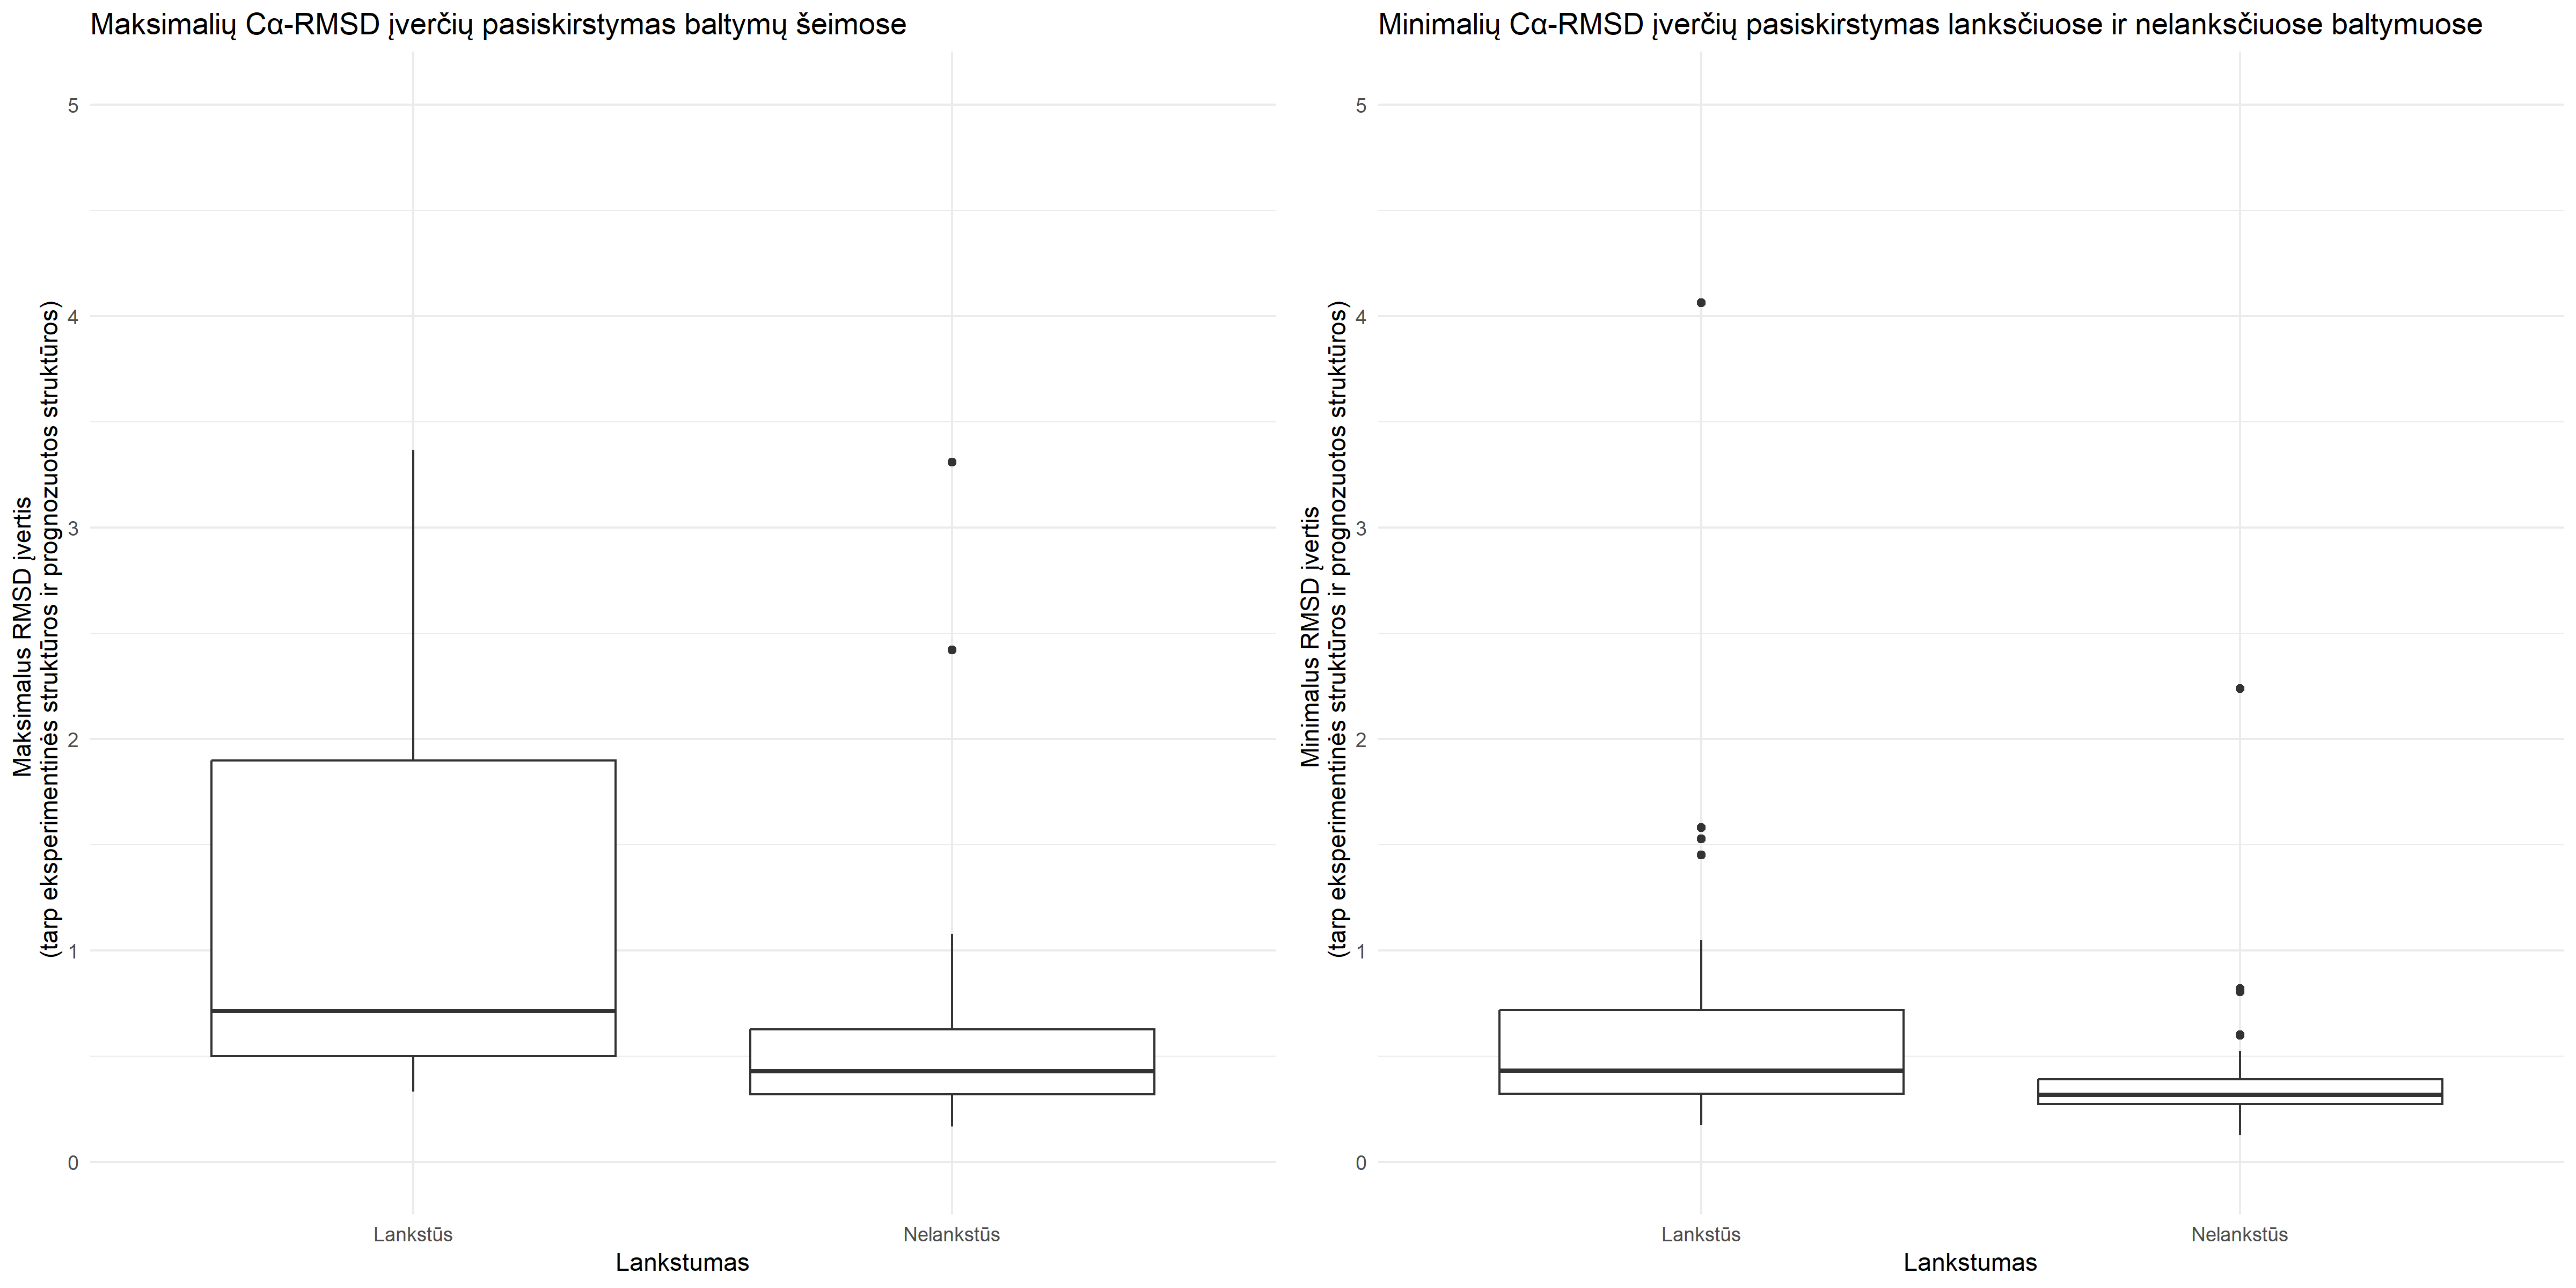 Maksimalių Cα-RMSD įverčių pasiskirstymas baltymų šeimose
Maksimalus RMSD įvertis
(tarp eksperimentinės struktūros ir prognozuotos struktūros)
5
4
3
2
1
0
Lankstūs
Nelankstūs
Lankstumas
Minimalių Cα-RMSD įverčių pasiskirstymas lanksčiuose ir nelanksčiuose baltymuose
Minimalus RMSD įvertis
(tarp eksperimentinės struktūros ir prognozuotos struktūros)
5
4
3
2
1
0
Lankstūs
Nelankstūs
Lankstumas